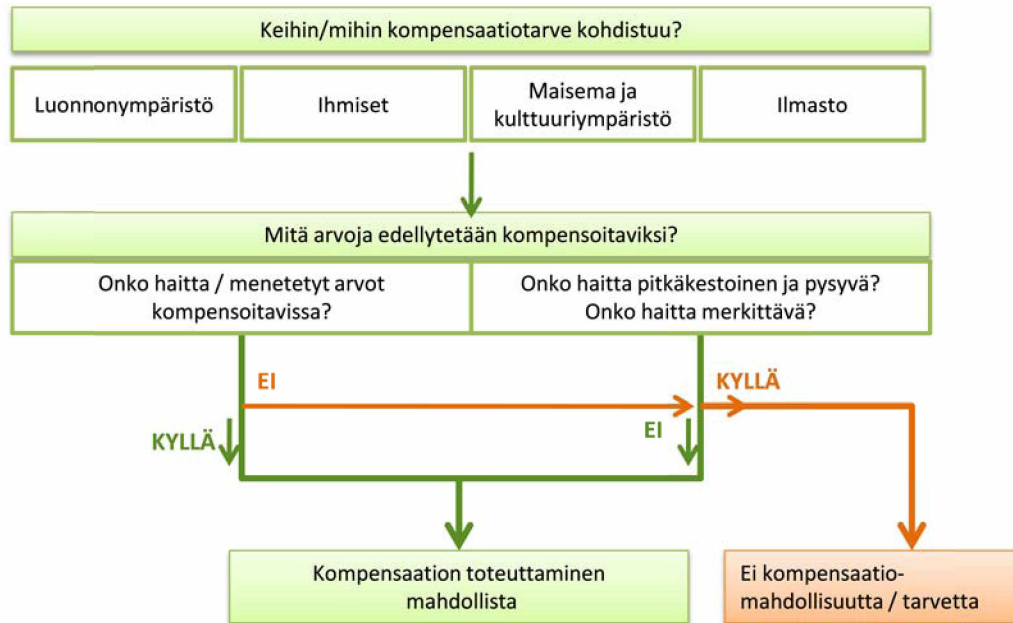 Keihin/mihin kompensaatiotarve kohdistuu?
Luonnonympäristö
Ihmiset
Maisema ja
kulttuuriympäristö
Ilmasto
Mitä arvoja edellytetään kompensoitaviksi?
Onko haitta / menetetyt arvot
kompensoitavissa?
Onko haitta pitkäkestoinen ja pysyvä?
Onko haitta merkittävä?
EI
KYLLÄ
KYLLÄ
EI
Kompensaation toteuttaminen
mahdollista
Ei kompensaatio-
mahdollisuutta / tarvetta